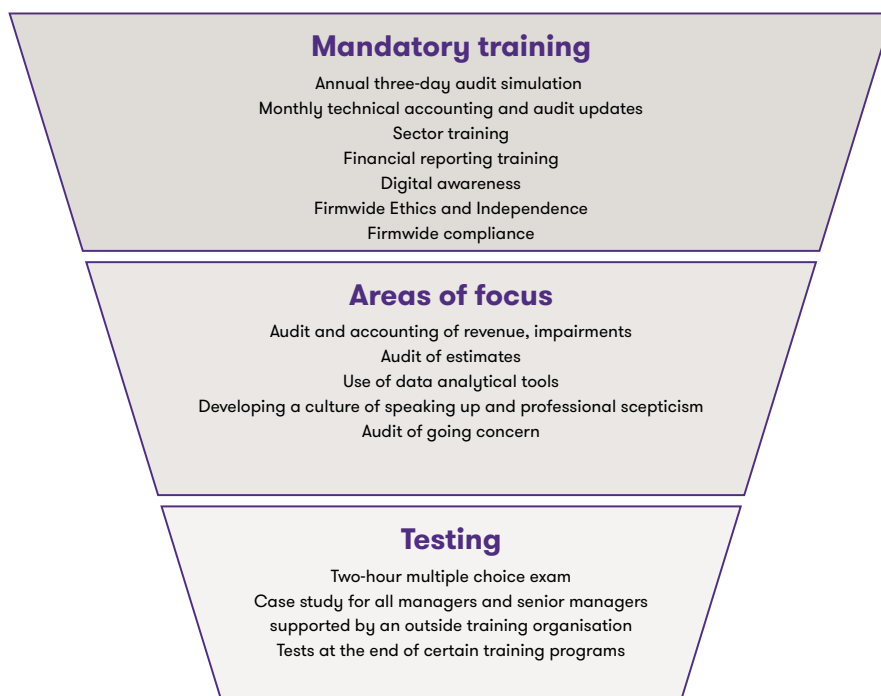 Mandatory training
Annual three-day audit simulation
Monthly technical accounting and audit updates
Sector training
Financial reporting training
Digital awareness
Firmwide Ethics and Independence
Firmwide compliance
Areas of focus
Audit and accounting of revenue, impairments
Audit of estimates
Use of data analytical tools
Developing a culture of speaking up and professional scepticism
Audit of going concern
Testing
Two-hour multiple choice exam
Case study for all managers and senior managers
supported by an outside training organisation
Tests at the end of certain training programs